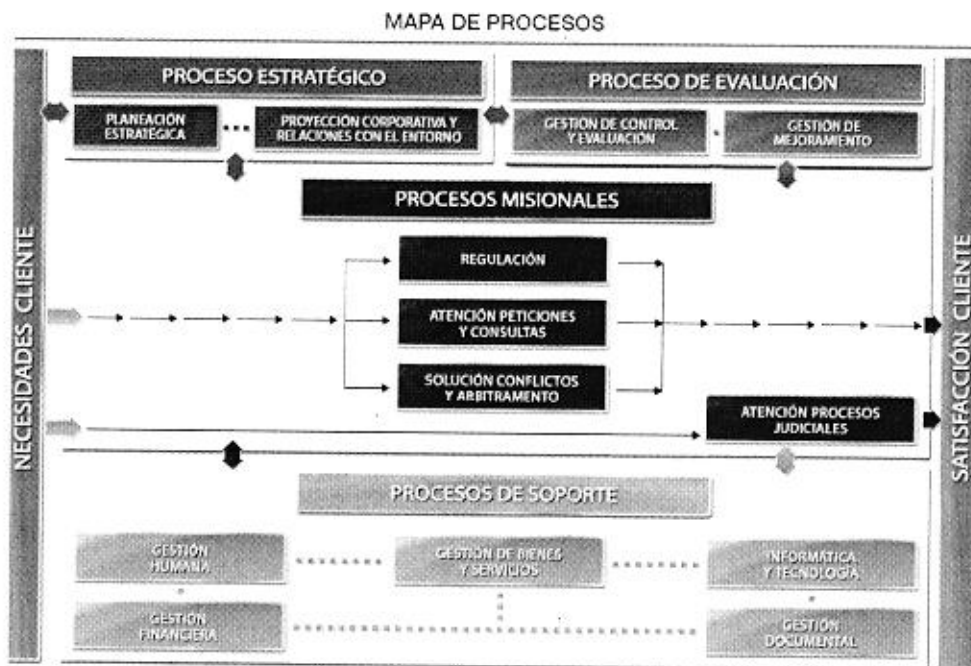 MAPA DE PROCESOS
NECESIDADES CLIENTE
PROCESO ESTRATÉGICO
PLANEACIÓN
ESTRATÉGICA
PROYECCIÓN CORPORATIVA Y
RELACIONES CON EL ENTORNO
PROCESO DE EVALUACIÓN
GESTIÓN DE CONTROL
Y EVALUACIÓN
GESTIÓN DE
MEJORAMIENTO
PROCESOS MISIONALES
REGULACIÓN
ATENCIÓN PETICIONES
Y CONSULTAS
SOLUCIÓN CONFLICTOS
Y ARBITRAMENTO
ATENCIÓN PROCESOS
JUDICIALES
PROCESOS DE SOPORTE
GESTIÓN
HUMANA
GESTIÓN DE BIENES
Y SERVICIOS
INFORMÁTICA
Y TECNOLOGÍA
GESTIÓN
FINANCIERA
GESTIÓN
DOCUMENTAL
SATISFACCIÓN CLIENTE